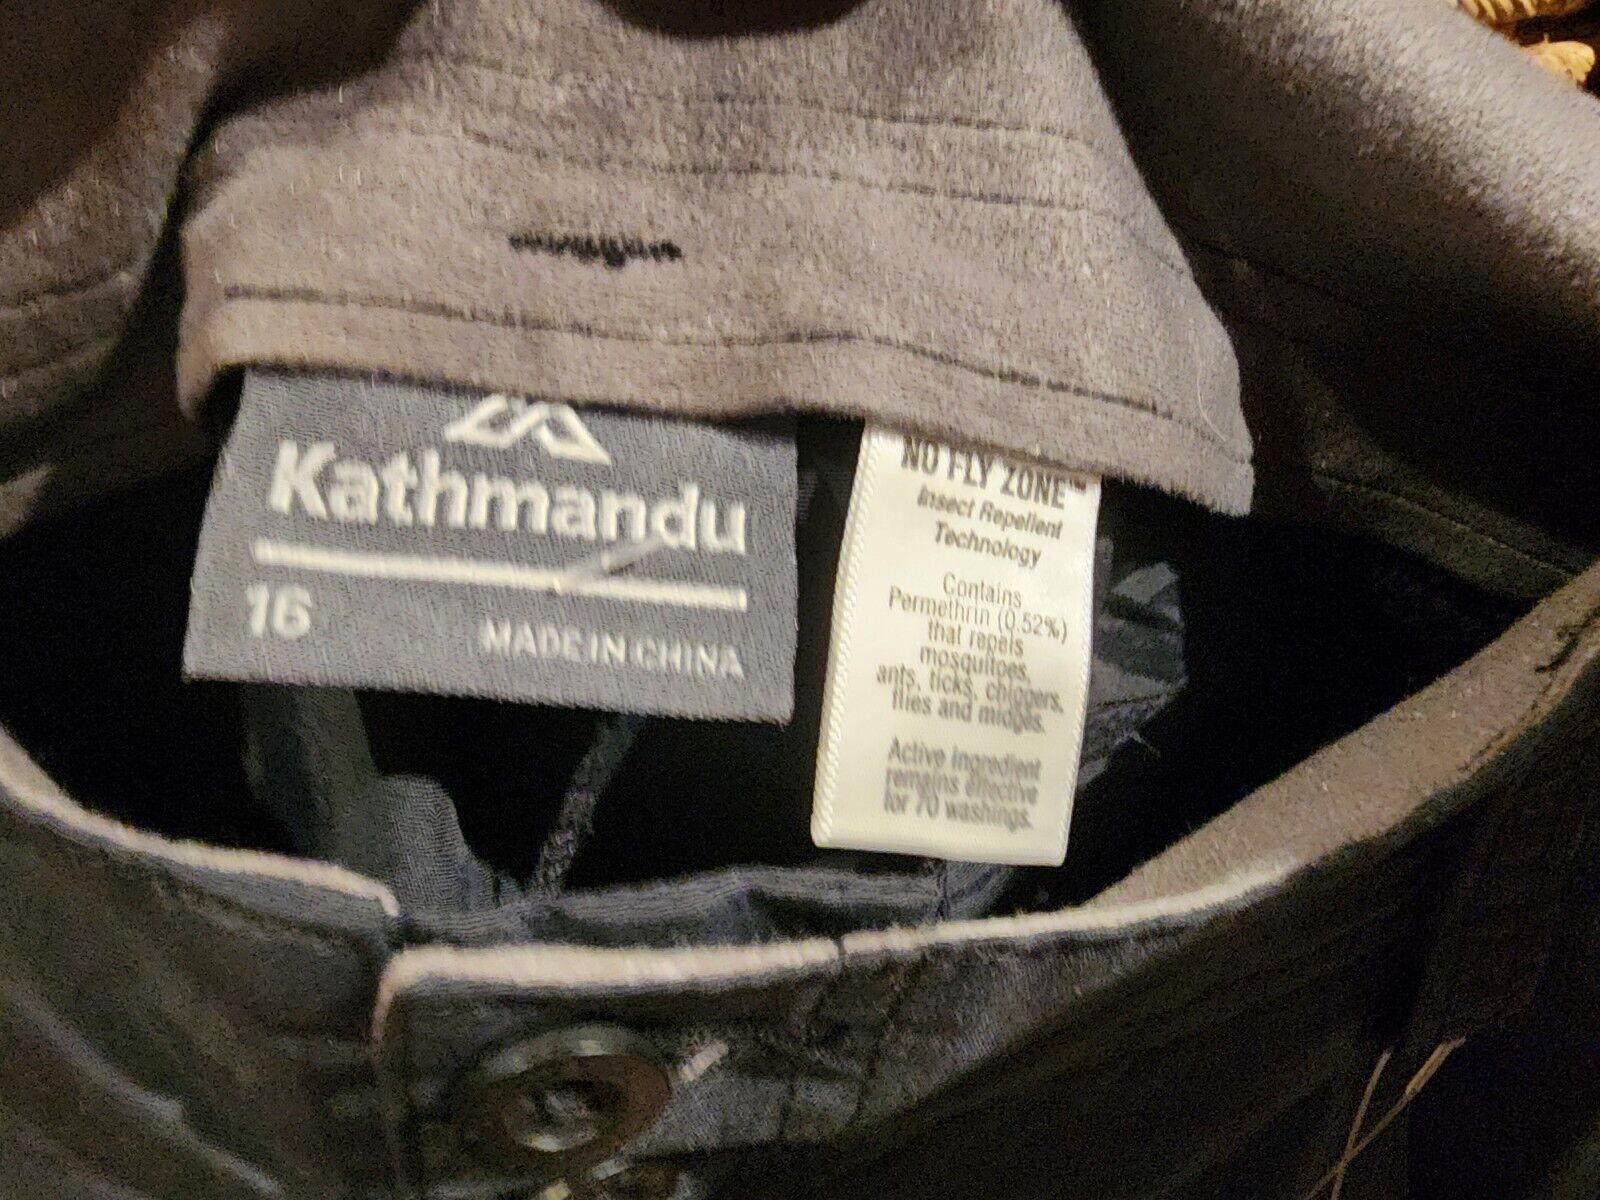 Kathmandu
16
MADE IN CHINA
NO FLY ZONE™
Insect Repellent
Technology
Contains
Permethrin (0.52%)
that repels
mosquitoes,
ants, ticks, chiggers,
flies and midges.
Active ingredient
remains effective
for 70 washings.